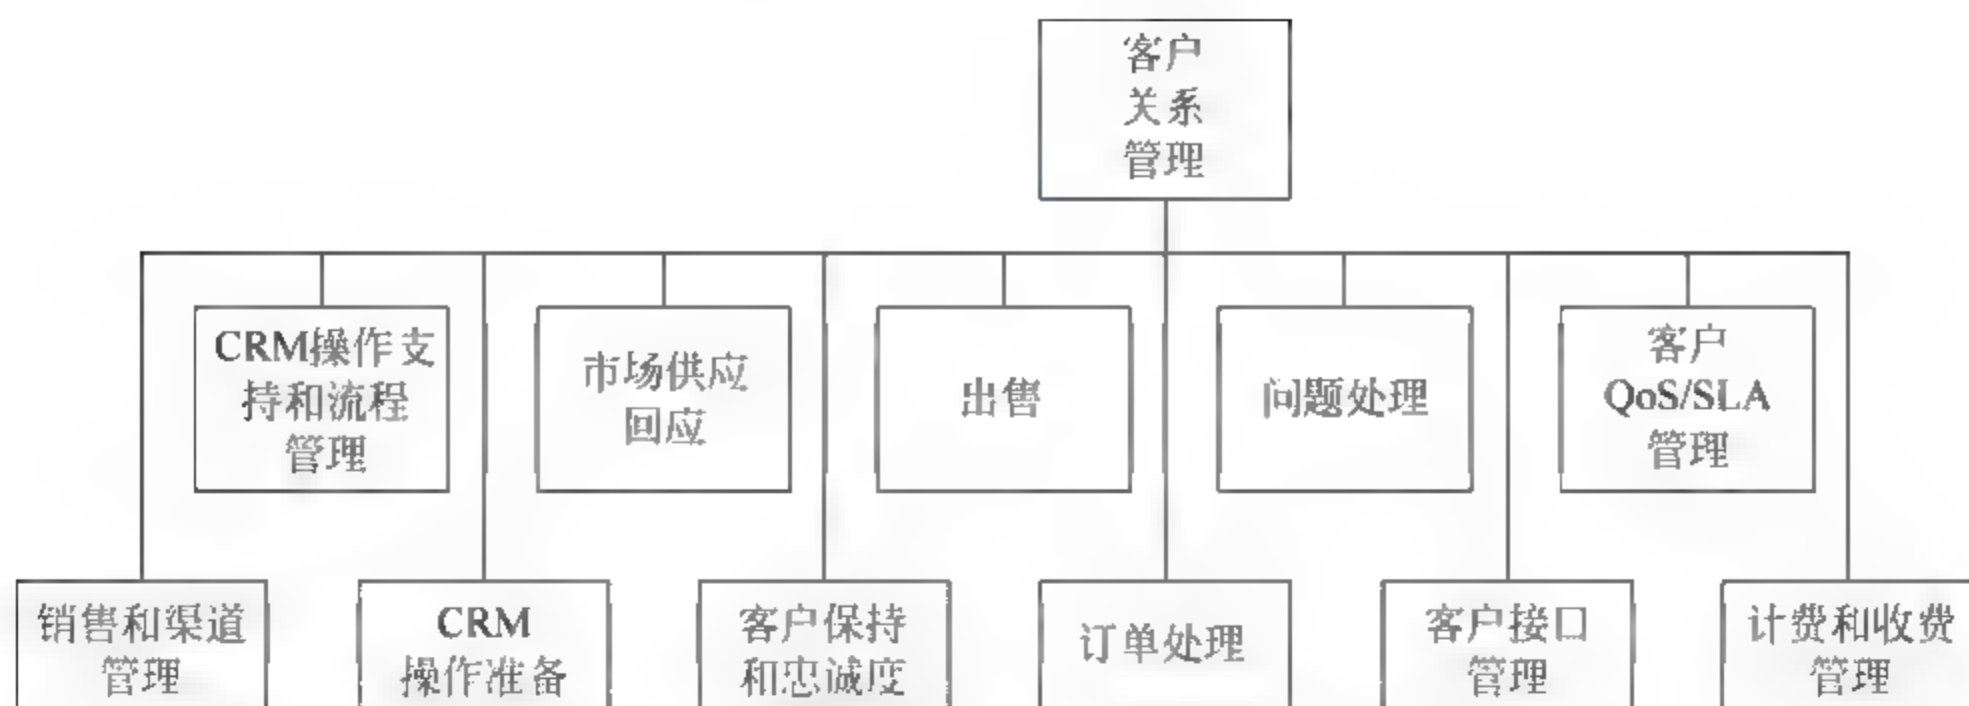 客户
关系
管理
CRM操作支
持和流程
管理
市场供应
回应
出售
问题处理
客户
QoS/SLA
管理
销售和渠道
管理
CRM
操作准备
客户保持
和忠诚度
订单处理
客户接口
管理
计费和收费
管理